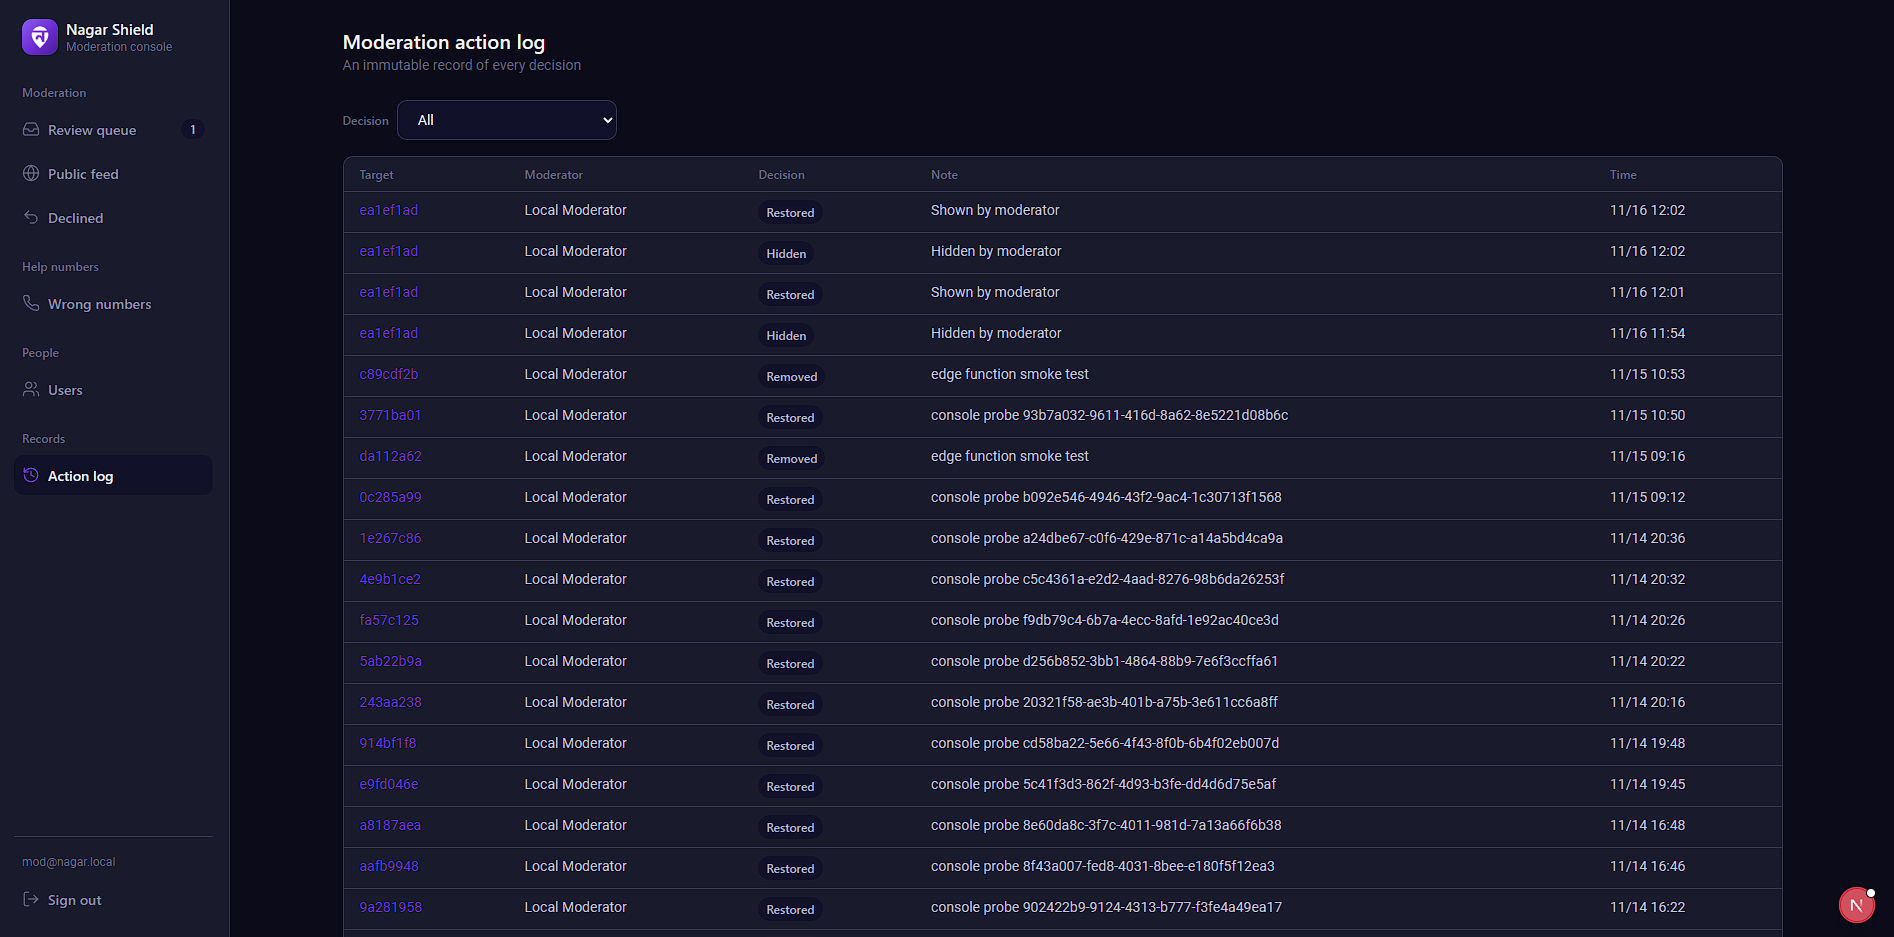 Nagar Shield
Moderation console
Moderation
Review queue 1
Public feed
Declined
Help numbers
Wrong numbers
People
Users
Records
Action log
mod@nagar.local
Sign out
Moderation action log
An immutable record of every decision
Decision All
Target Moderator Decision Note Time
ea1ef1ad Local Moderator Restored Shown by moderator 11/16 12:02
ea1ef1ad Local Moderator Hidden Hidden by moderator 11/16 12:02
ea1ef1ad Local Moderator Restored Shown by moderator 11/16 12:01
ea1ef1ad Local Moderator Hidden Hidden by moderator 11/16 11:54
c89cdf2b Local Moderator Removed edge function smoke test 11/15 10:53
3771ba01 Local Moderator Restored console probe 93b7a032-9611-416d-8a62-8e5221d08b6c 11/15 10:50
da112a62 Local Moderator Removed edge function smoke test 11/15 09:16
0c285a99 Local Moderator Restored console probe b092e546-4946-43f2-9ac4-1c30713f1568 11/15 09:12
1e267c86 Local Moderator Restored console probe a24dbe67-c0f6-429e-871c-a14a5bd4ca9a 11/14 20:36
4e9b1ce2 Local Moderator Restored console probe c5c4361a-e2d2-4aad-8276-98b6da26253f 11/14 20:32
fa57c125 Local Moderator Restored console probe f9db79c4-6b7a-4ecc-8afd-1e92ac40ce3d 11/14 20:26
5ab22b9a Local Moderator Restored console probe d256b852-3bb1-4864-88b9-7e6f3ccffa61 11/14 20:22
243aa238 Local Moderator Restored console probe 20321f58-ae3b-401b-a75b-3e611cc6a8ff 11/14 20:16
914bf1f8 Local Moderator Restored console probe cd58ba22-5e66-4f43-8f0b-6b4f02eb007d 11/14 19:48
e9fd046e Local Moderator Restored console probe 5c41f3d3-862f-4d93-b3fe-dd4d6d75e5af 11/14 19:45
a8187aea Local Moderator Restored console probe 8e60da8c-3f7c-4011-981d-7a13a66f6b38 11/14 16:48
aafb9948 Local Moderator Restored console probe 8f43a007-fed8-4031-8bee-e180f5f12ea3 11/14 16:46
9a281958 Local Moderator Restored console probe 902422b9-9124-4313-b777-f3fe4a49ea17 11/14 16:22
N